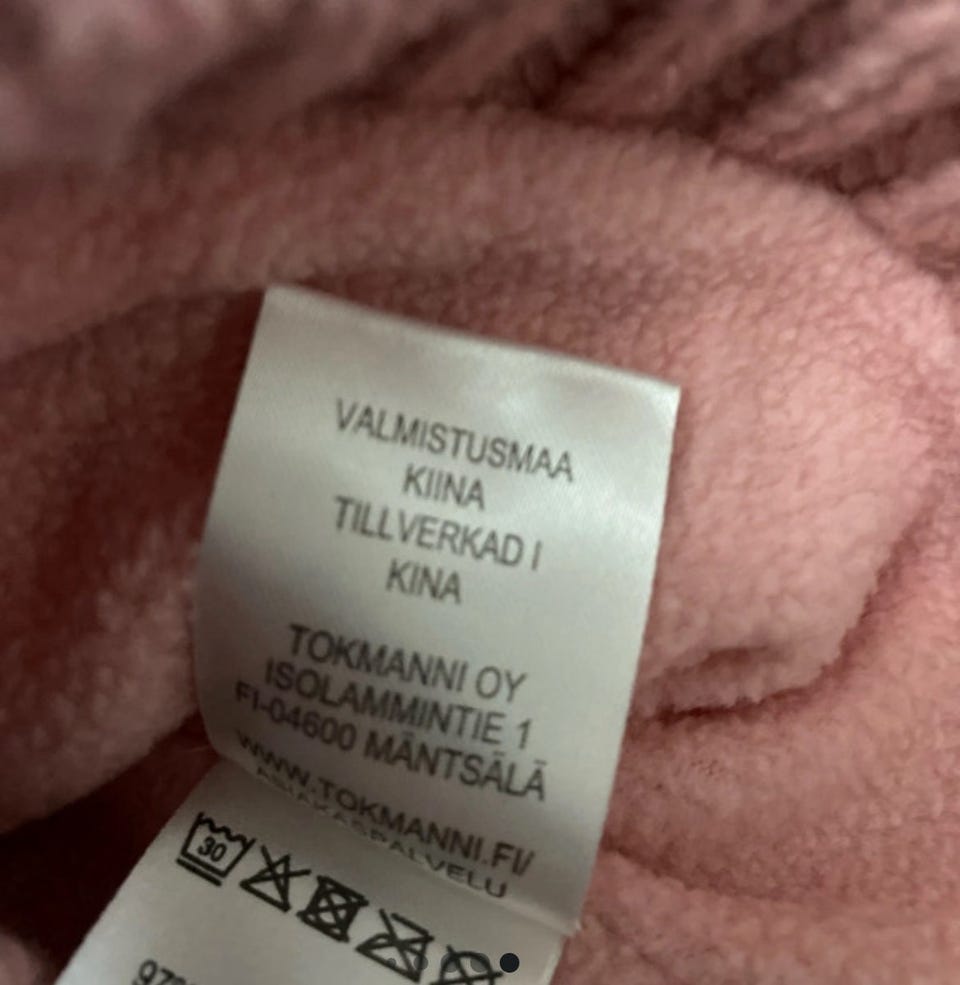 VALMISTUSMAA
KIINA
TILLVERKAD I
KINA
TOKMANNI OY
ISOLAMMINTIE 1
FI-04600 MÄNTSÄLÄ
WWW.TOKMANNI.FI/
ASIAKASPALVELU
30